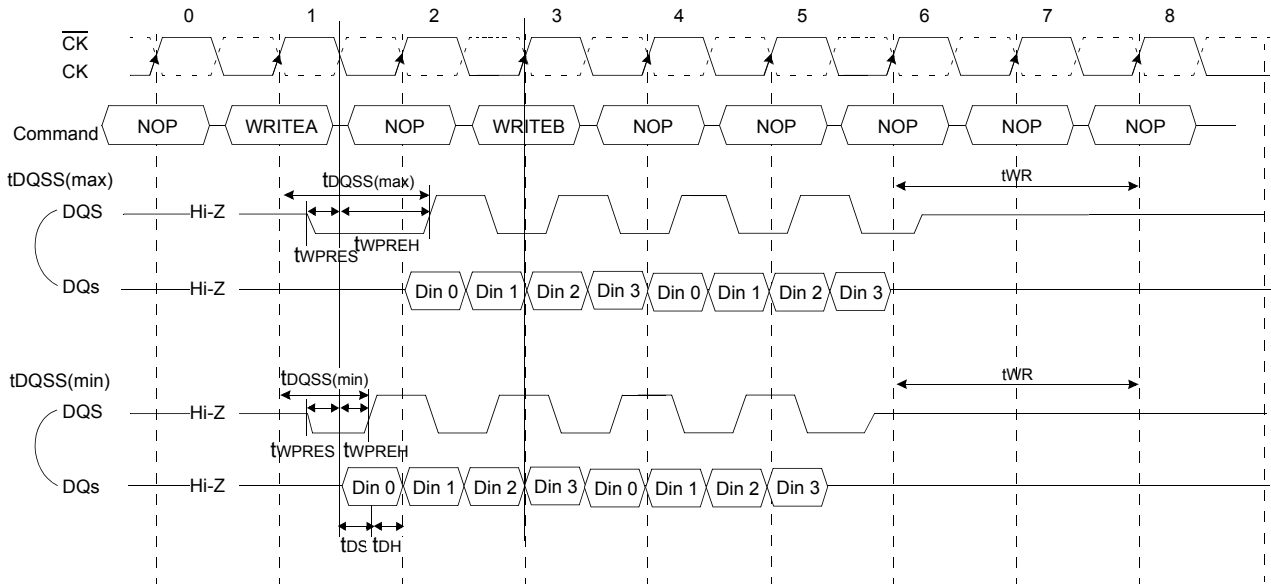 0 1 2 3 4 5 6 7 8
CK
CK
Command NOP WRITEA NOP WRITEB NOP NOP NOP NOP NOP
tDQSS(max) tDQSS(max) tWR
DQS Hi-Z
tWPRES tWPREH
DQs Hi-Z Din 0 Din 1 Din 2 Din 3 Din 0 Din 1 Din 2 Din 3
tDQSS(min) tDQSS(min) tWR
DQS Hi-Z
tWPRES tWPREH
DQs Hi-Z Din 0 Din 1 Din 2 Din 3 Din 0 Din 1 Din 2 Din 3
tDS tDH